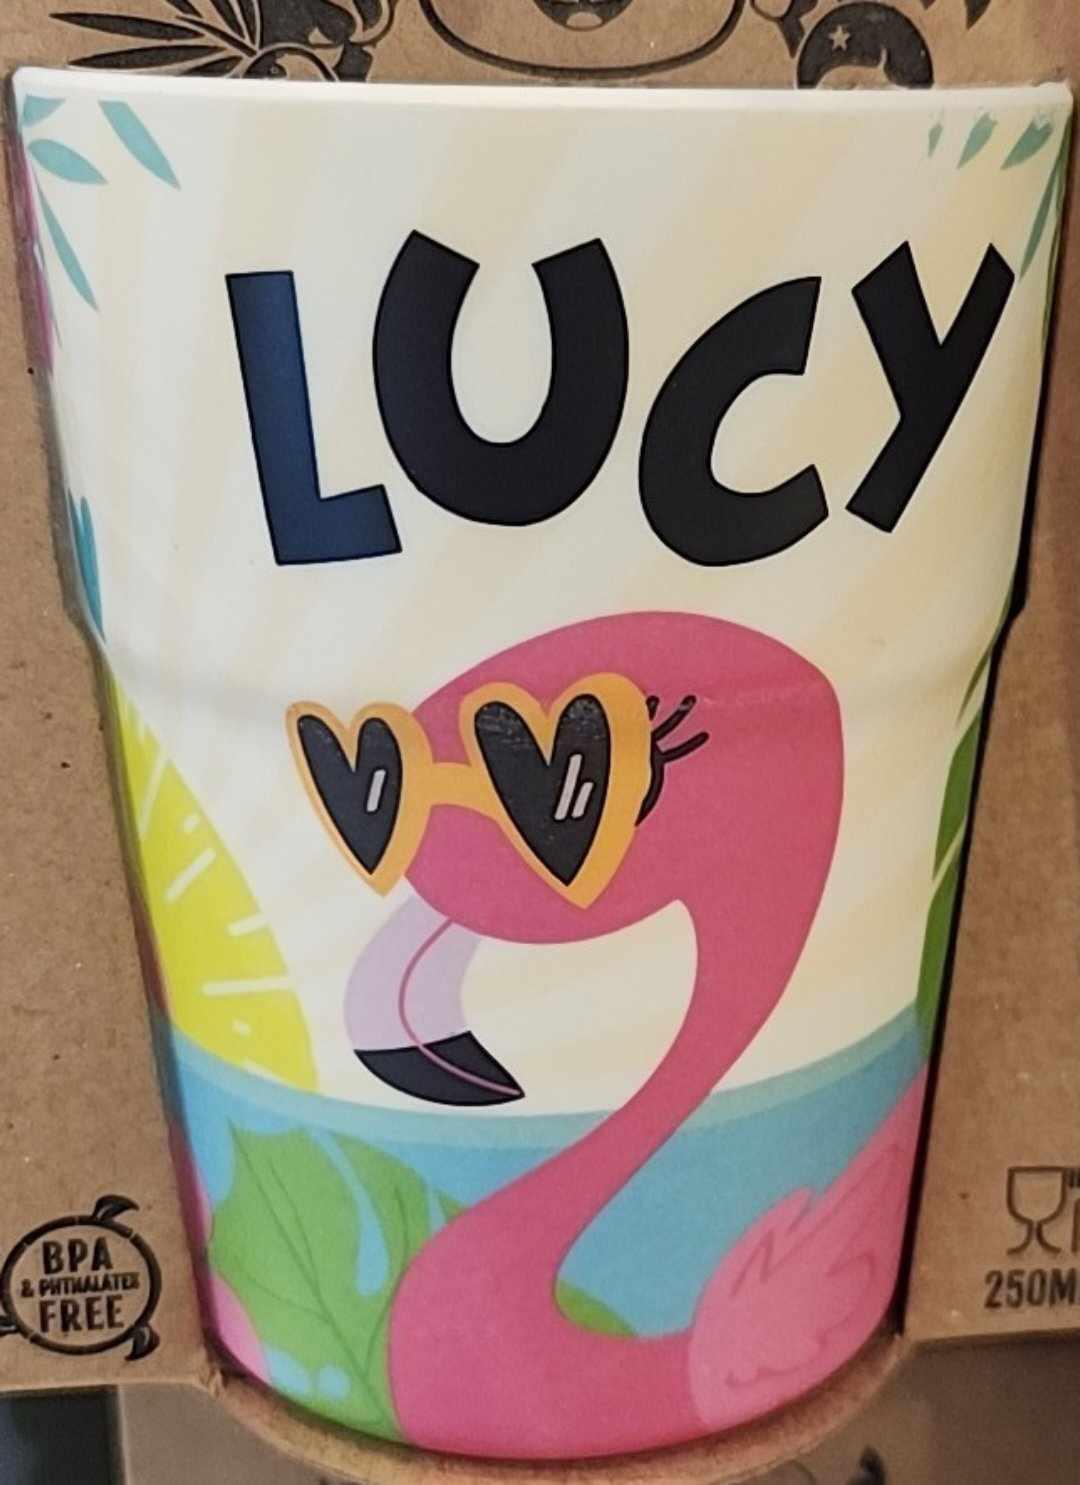 LUCY
BPA
& PHTHALATES
FREE
250M